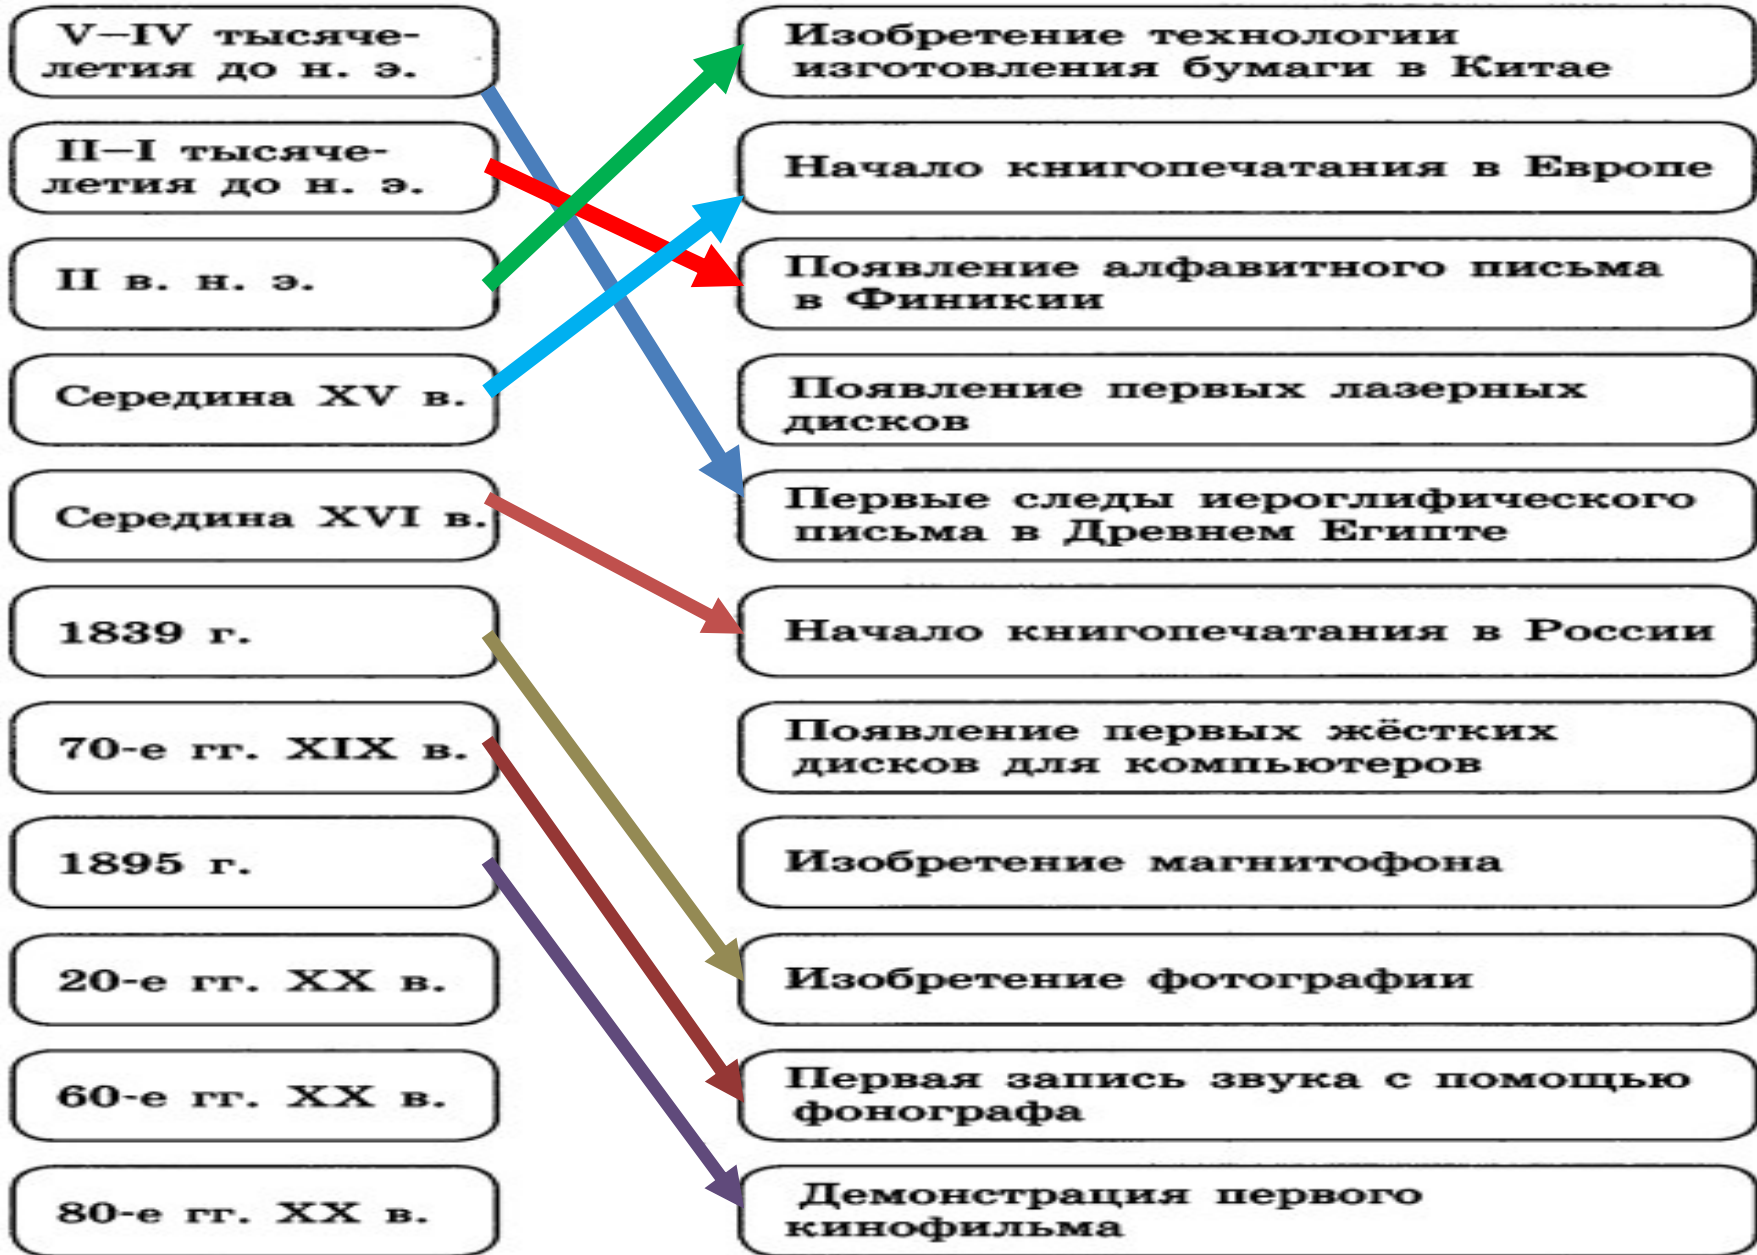 V—IV тысяче-
летия до н. э.
II—I тысяче-
летия до н. э.
II в. н. э.
Середина XV в.
Середина XVI в.
1839 г.
70-е гг. XIX в.
1895 г.
20-е гг. XX в.
60-е гг. XX в.
80-е гг. XX в.
Изобретение технологии
изготовления бумаги в Китае
Начало книгопечатания в Европе
Появление алфавитного письма
в Финикии
Появление первых лазерных
дисков
Первые следы иероглифического
письма в Древнем Египте
Начало книгопечатания в России
Появление первых жёстких
дисков для компьютеров
Изобретение магнитофона
Изобретение фотографии
Первая запись звука с помощью
фонографа
Демонстрация первого
кинофильма